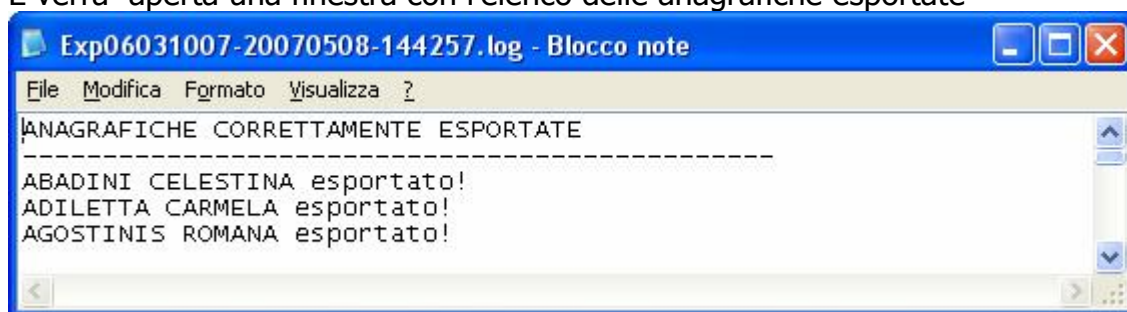 E verrà aperta una finestra con l'elenco delle anagrafiche esportate
Exp06031007-20070508-144257.log - Blocco note
File Modifica Formato Visualizza ?
ANAGRAFICHE CORRETTAMENTE ESPORTATE
-----------------------------------------------
ABADINI CELESTINA esportato!
ADILETTA CARMELA esportato!
AGOSTINIS ROMANA esportato!